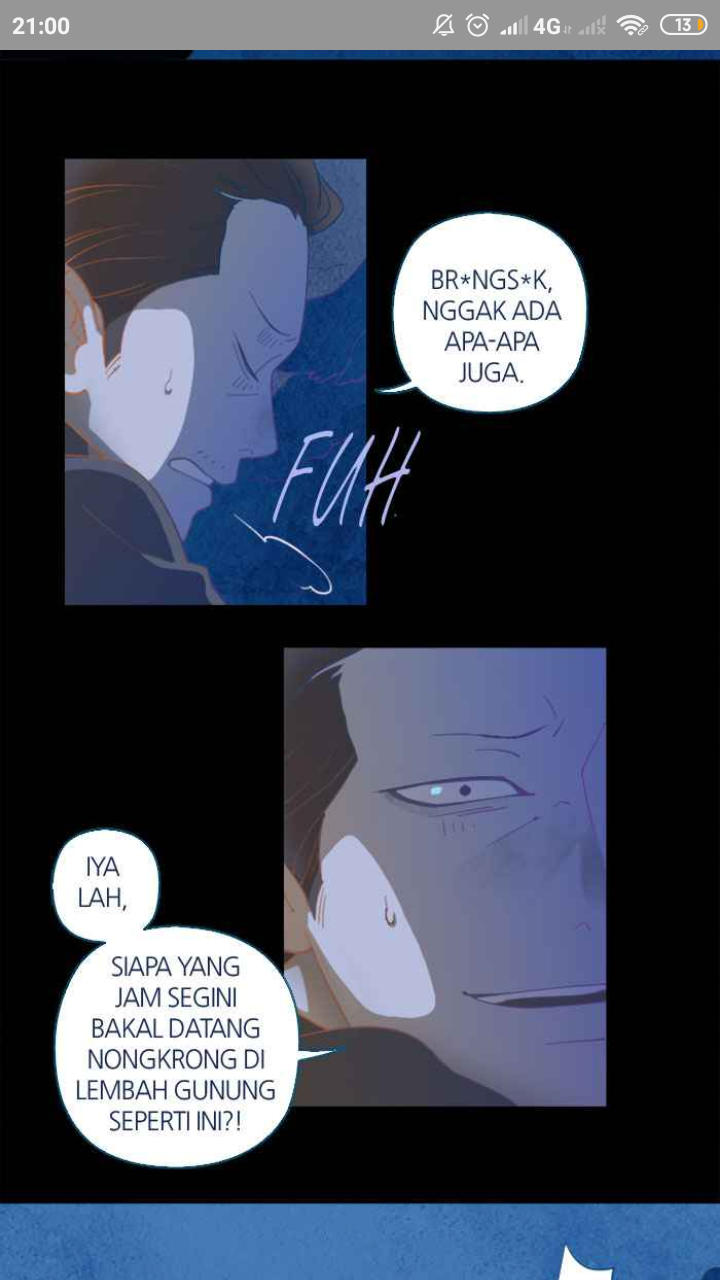 21:00
4G
13
BR*NGS*K,
NGGAK ADA
APA-APA
JUGA.
FUH
IYA
LAH,
SIAPA YANG
JAM SEGINI
BAKAL DATANG
NONGKRONG DI
LEMBAH GUNUNG
SEPERTI INI?!